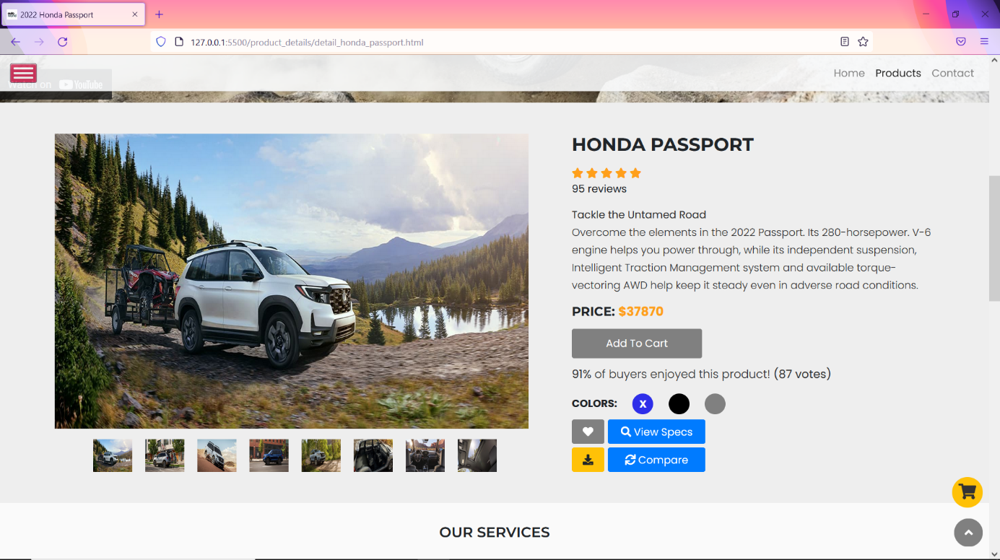 2022 Honda Passport
127.0.0.1:5500/product_details/detail_honda_passport.html
Watch on YouTube
Home Products Contact
HONDA PASSPORT
95 reviews
Tackle the Untamed Road
Overcome the elements in the 2022 Passport. Its 280-horsepower. V-6
engine helps you power through, while its independent suspension,
Intelligent Traction Management system and available torque-
vectoring AWD help keep it steady even in adverse road conditions.
PRICE: $37870
Add To Cart
91% of buyers enjoyed this product! (87 votes)
COLORS: X
View Specs
Compare
OUR SERVICES